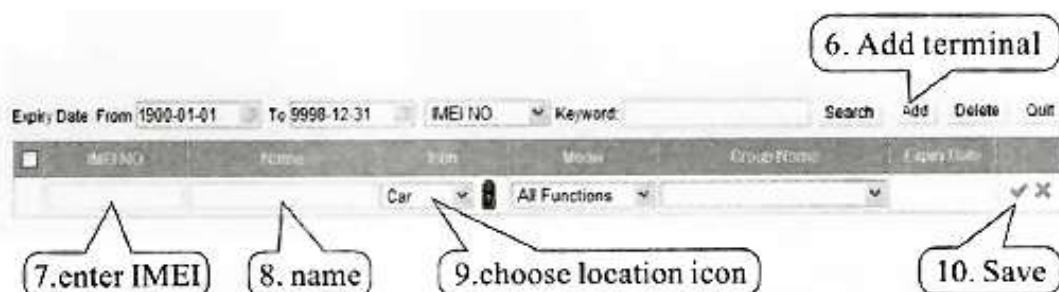 6. Add terminal
Expiry Date From 1900-01-01 To 9998-12-31 IMEI NO Keyword: Search Add Delete Quit
IMEI NO Name Icon Model Group Name Expiry Date
Car All Functions
7.enter IMEI 8. name 9.choose location icon 10. Save